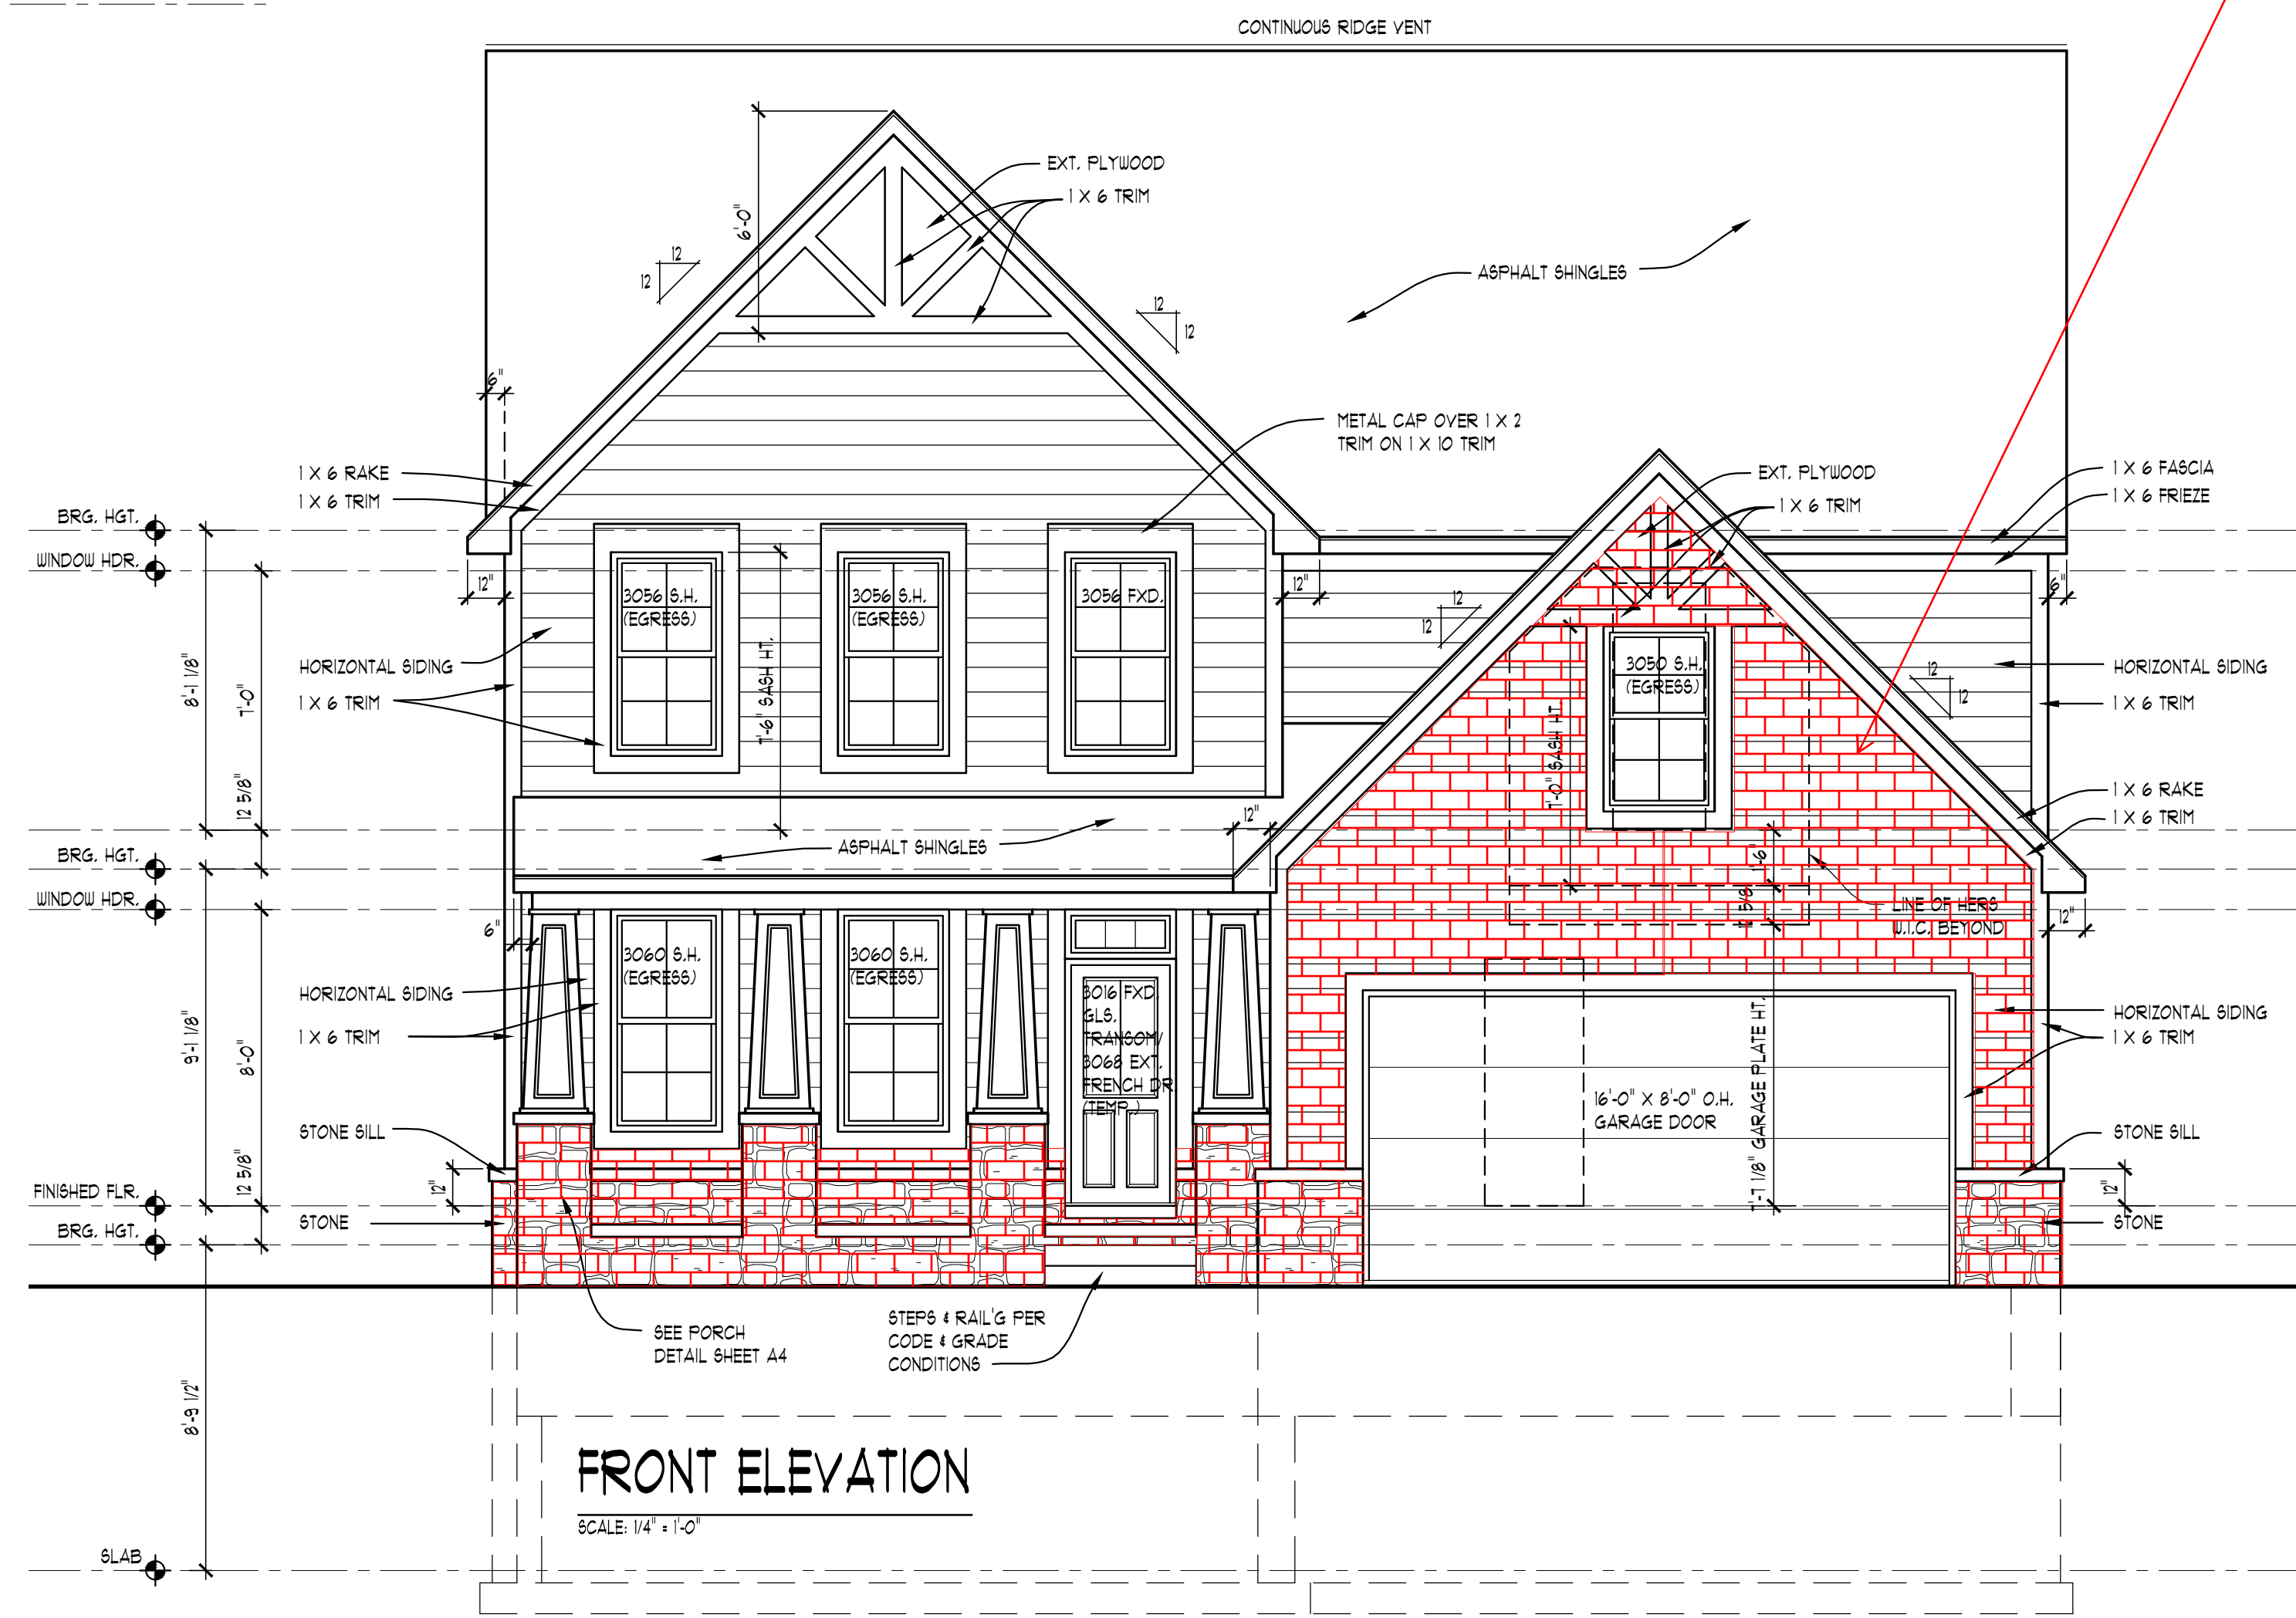 CONTINUOUS RIDGE VENT
EXT. PLYWOOD
1 X 6 TRIM
6'-0"
12
12
12
12
ASPHALT SHINGLES
6"
METAL CAP OVER 1 X 2
TRIM ON 1 X 10 TRIM
1 X 6 RAKE
1 X 6 TRIM
EXT. PLYWOOD
1 X 6 TRIM
1 X 6 FASCIA
1 X 6 FRIEZE
BRG. HGT.
WINDOW HDR.
12"
12"
6"
3056 S.H.
(EGRESS)
3056 S.H.
(EGRESS)
3056 FXD.
12
12
8'-1 1/8"
7'-0"
HORIZONTAL SIDING
1 X 6 TRIM
7'-6" SASH HT.
7'-0" SASH HT.
3050 S.H.
(EGRESS)
12
12
HORIZONTAL SIDING
1 X 6 TRIM
12 5/8"
1 X 6 RAKE
1 X 6 TRIM
12"
ASPHALT SHINGLES
1'-6"
12 5/8"
BRG. HGT.
WINDOW HDR.
LINE OF HERS
W.I.C. BEYOND
12"
6"
3060 S.H.
(EGRESS)
3060 S.H.
(EGRESS)
3016 FXD.
GLS.
TRANSOM/
3068 EXT.
FRENCH DR.
(TEMP.)
HORIZONTAL SIDING
1 X 6 TRIM
9'-1 1/8"
8'-0"
HORIZONTAL SIDING
1 X 6 TRIM
16'-0" X 8'-0" O.H.
GARAGE DOOR
7'-7 1/8" GARAGE PLATE HT.
STONE SILL
STONE SILL
12 5/8"
12"
12"
FINISHED FLR.
STONE
STONE
BRG. HGT.
SEE PORCH
DETAIL SHEET A4
STEPS & RAIL'G PER
CODE & GRADE
CONDITIONS
8'-9 1/2"
FRONT ELEVATION
SCALE: 1/4" = 1'-0"
SLAB